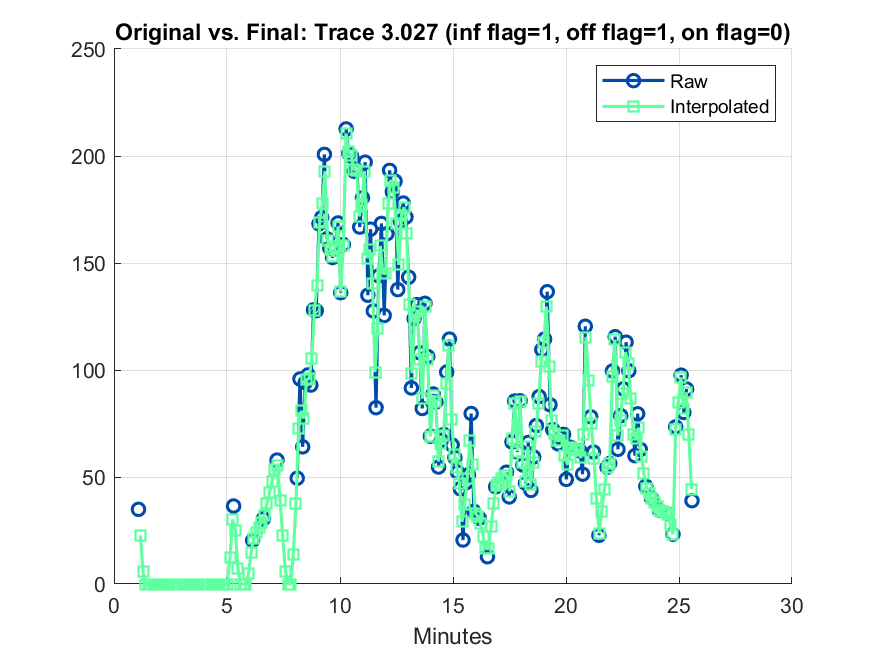 Original vs. Final: Trace 3.027 (inf flag=1, off flag=1, on flag=0)
250
200
150
100
50
0
Raw
Interpolated
0 5 10 15 20 25 30
Minutes